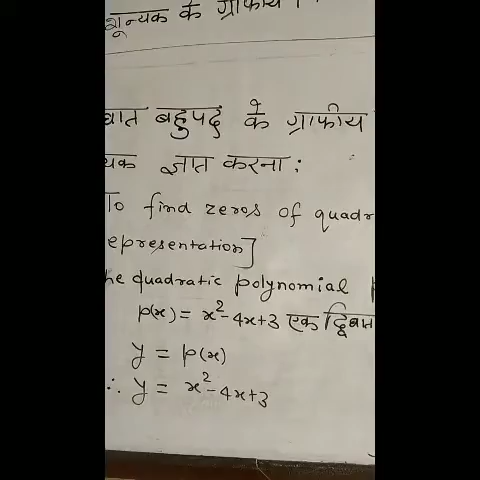 शून्यक के ग्राफीय
घात बहुपद के ग्राफीय
यक ज्ञात करना :
To find zeros of quadr
epresentation]
he quadratic polynomial
p(x) = x²-4x+3 एक द्विघात
y = p(x)
∴ y = x²-4x+3